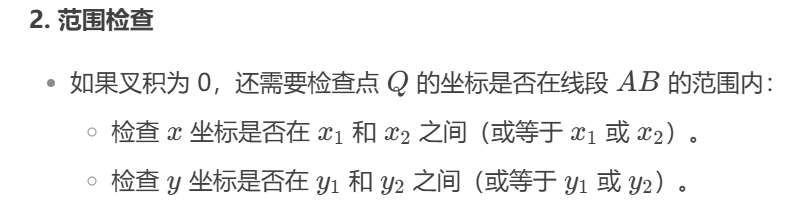 2. 范围检查
• 如果叉积为 0，还需要检查点 Q 的坐标是否在线段 AB 的范围内：
◦ 检查 x 坐标是否在 x₁ 和 x₂ 之间（或等于 x₁ 或 x₂）。
◦ 检查 y 坐标是否在 y₁ 和 y₂ 之间（或等于 y₁ 或 y₂）。